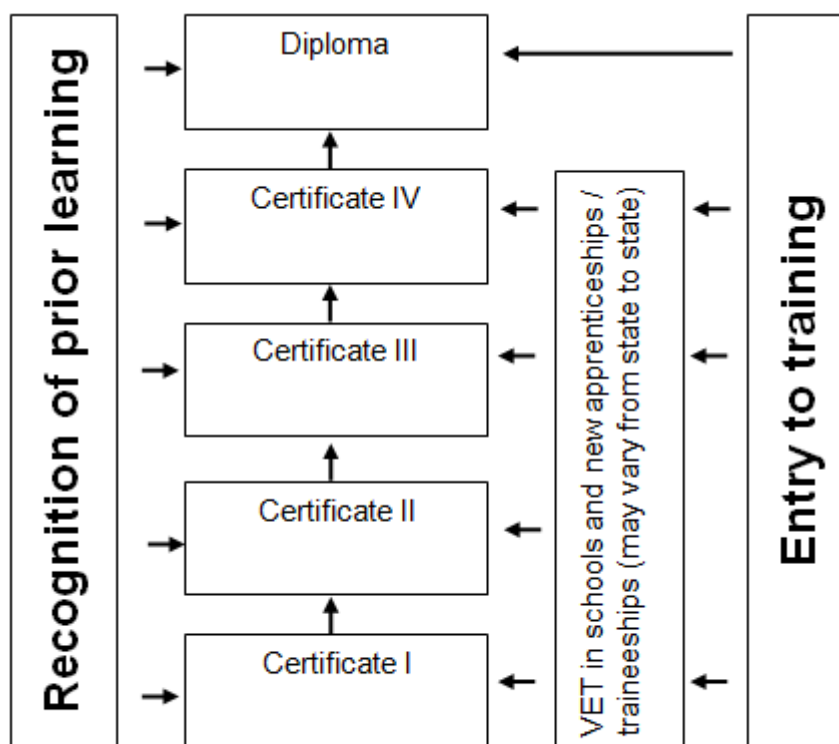 Recognition of prior learning
Diploma
Certificate IV
Certificate III
Certificate II
Certificate I
VET in schools and new apprenticeships /
traineeships (may vary from state to state)
Entry to training